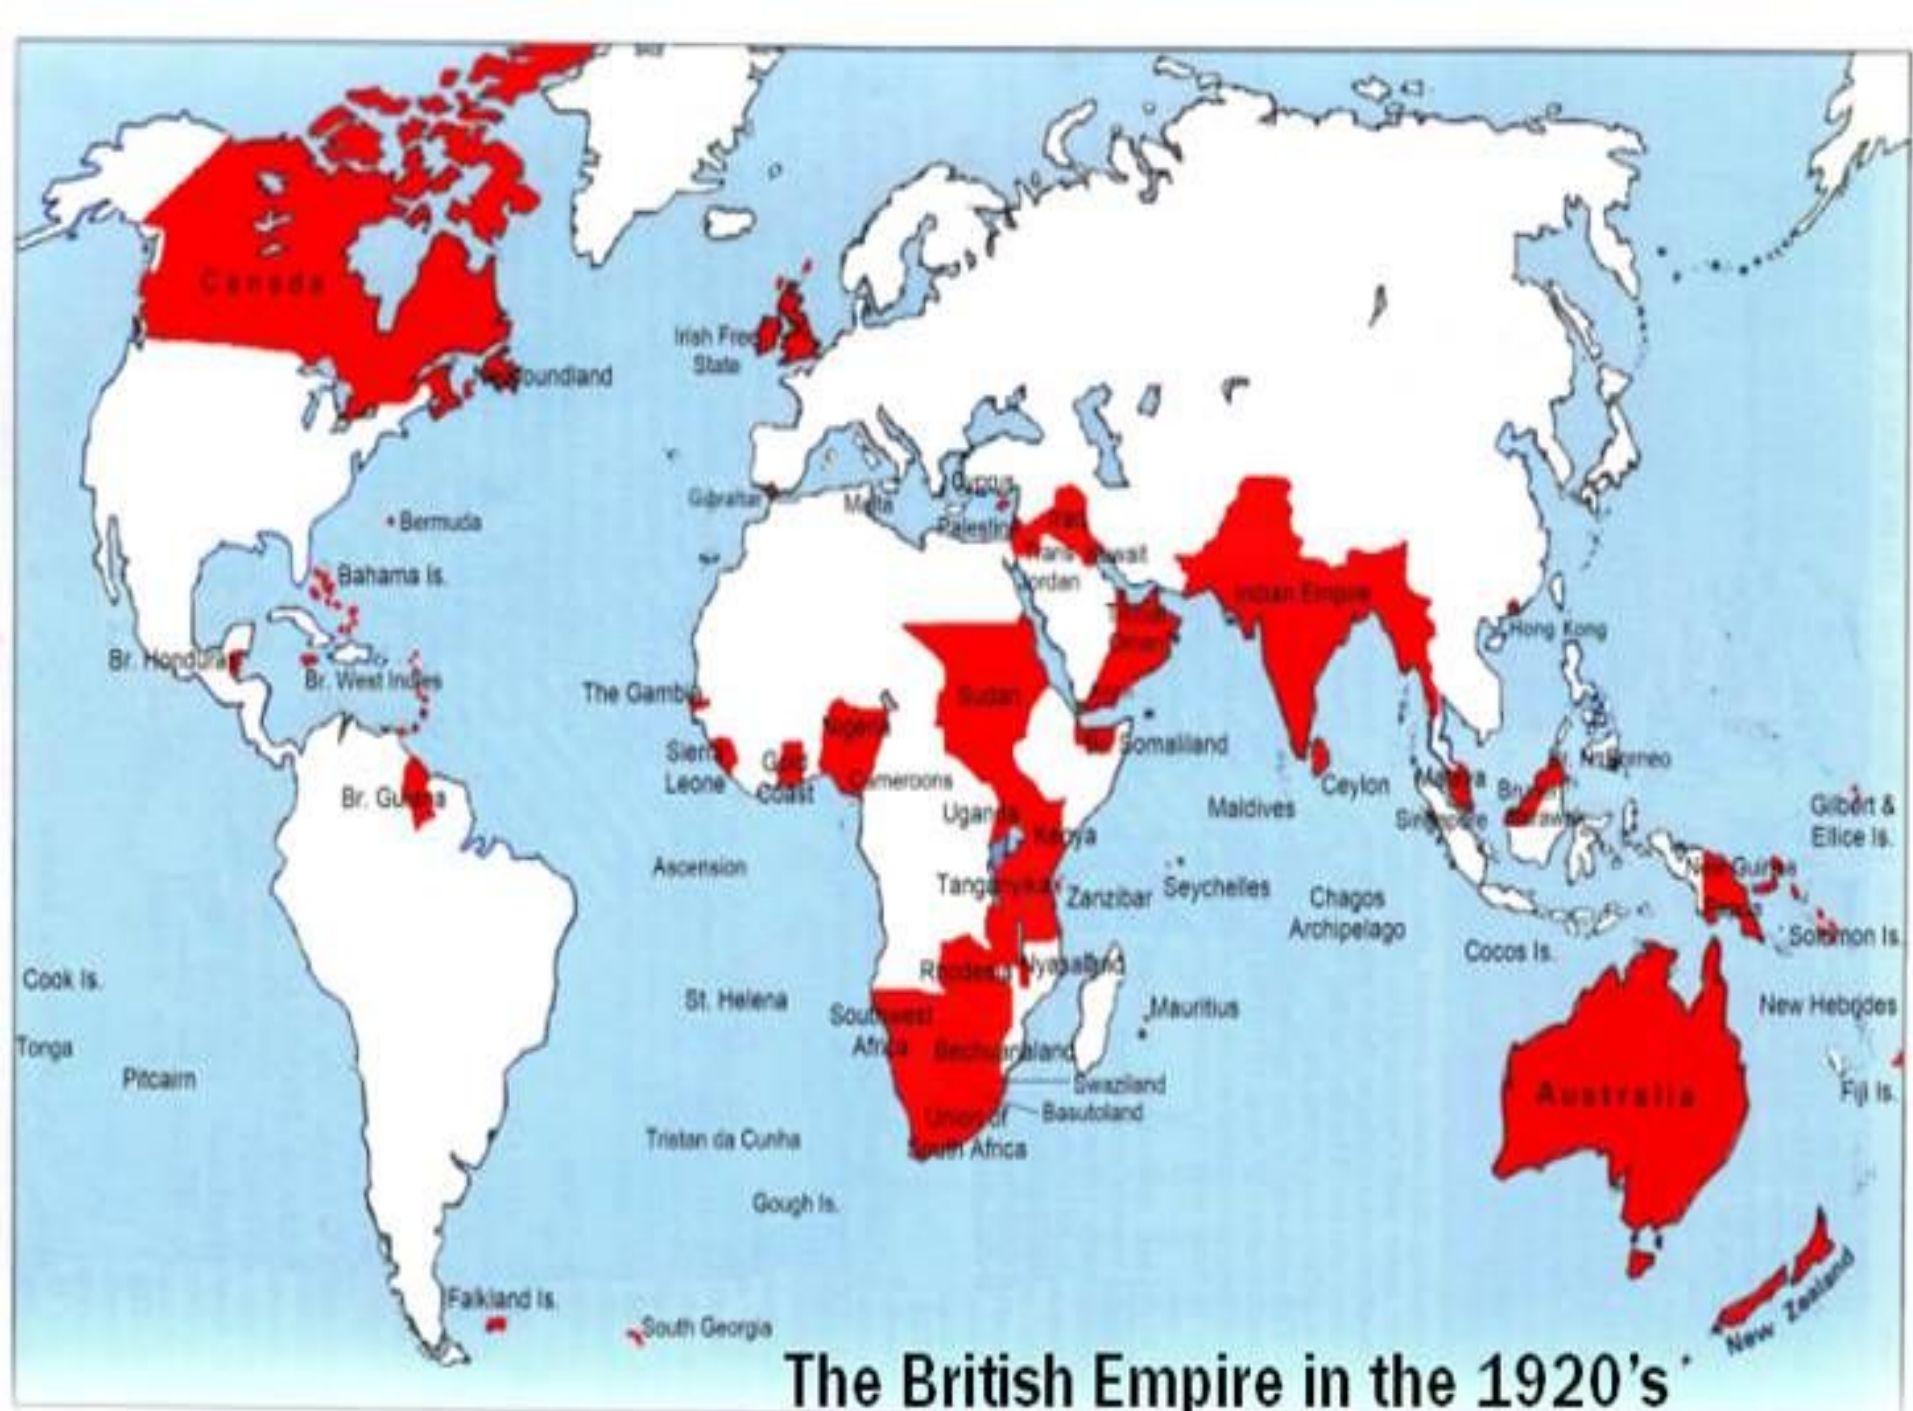 Canada
Irish Free
State
Newfoundland
Gibraltar
Malta
Cyprus
Palestine
Iraq
Trans
Jordan
Kuwait
Bermuda
Bahama Is.
Indian Empire
Hong Kong
Oman
Br. Honduras
Br. West Indies
The Gambia
Sudan
Nigeria
Sierra
Leone
Gold
Coast
Cameroons
Br. Somaliland
Br. N. Borneo
Ceylon
Malaya
Br. Guiana
Maldives
Singapore
Sarawak
Gilbert &
Ellice Is.
Uganda
Kenya
Ascension
Tanganyika
Zanzibar
Seychelles
Chagos
Archipelago
New Guinea
Solomon Is.
Cocos Is.
Cook Is.
Rhodesia
Nyasaland
St. Helena
Southwest
Africa
Mauritius
New Hebrides
Tonga
Pitcairn
Bechuanaland
Swaziland
Basutoland
Fiji Is.
Australia
Union of
South Africa
Tristan da Cunha
Gough Is.
Falkland Is.
South Georgia
New Zealand
The British Empire in the 1920's